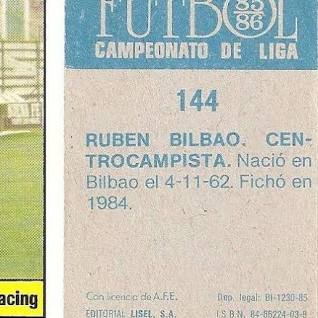 FUTBOL
85
86
CAMPEONATO DE LIGA
144
RUBEN BILBAO. CEN-
TROCAMPISTA. Nació en
Bilbao el 4-11-62. Fichó en
1984.
acing
Con licencia de A.F.E. Dep. legal: BI-1230-85
EDITORIAL LISEL, S.A. I.S.B.N. 84-86224-03-8